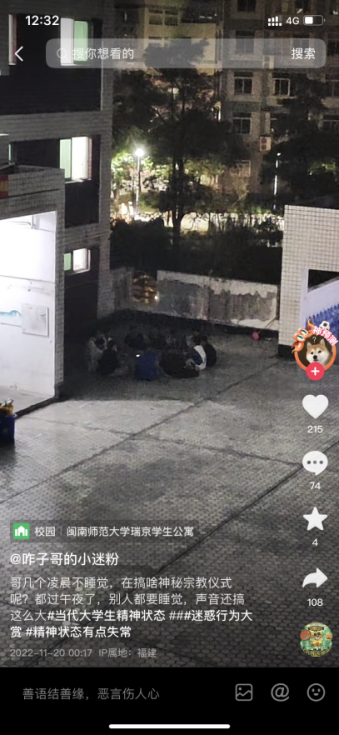 12:32
4G
搜你想看的
搜索
215
74
4
108
校园 | 闽南师范大学瑞京学生公寓
@咋子哥的小迷粉
哥几个凌晨不睡觉，在搞啥神秘宗教仪式
呢？都过午夜了，别人都要睡觉，声音还搞
这么大#当代大学生精神状态 ###迷惑行为大
赏 #精神状态有点失常
2022-11-20 00:17 IP属地：福建
善语结善缘，恶言伤人心